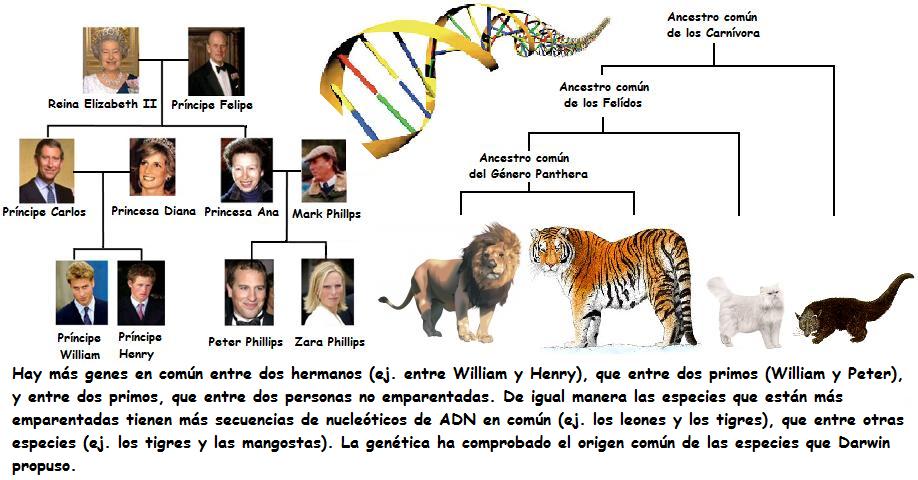 Reina Elizabeth II
Príncipe Felipe
Príncipe Carlos
Princesa Diana
Princesa Ana
Mark Phillps
Príncipe
William
Príncipe
Henry
Peter Phillips
Zara Phillips
Ancestro común
de los Carnívora
Ancestro común
de los Felídos
Ancestro común
del Género Panthera
Hay más genes en común entre dos hermanos (ej. entre William y Henry), que entre dos primos (William y Peter),
y entre dos primos, que entre dos personas no emparentadas. De igual manera las especies que están más
emparentadas tienen más secuencias de nucleóticos de ADN en común (ej. los leones y los tigres), que entre otras
especies (ej. los tigres y las mangostas). La genética ha comprobado el origen común de las especies que Darwin
propuso.